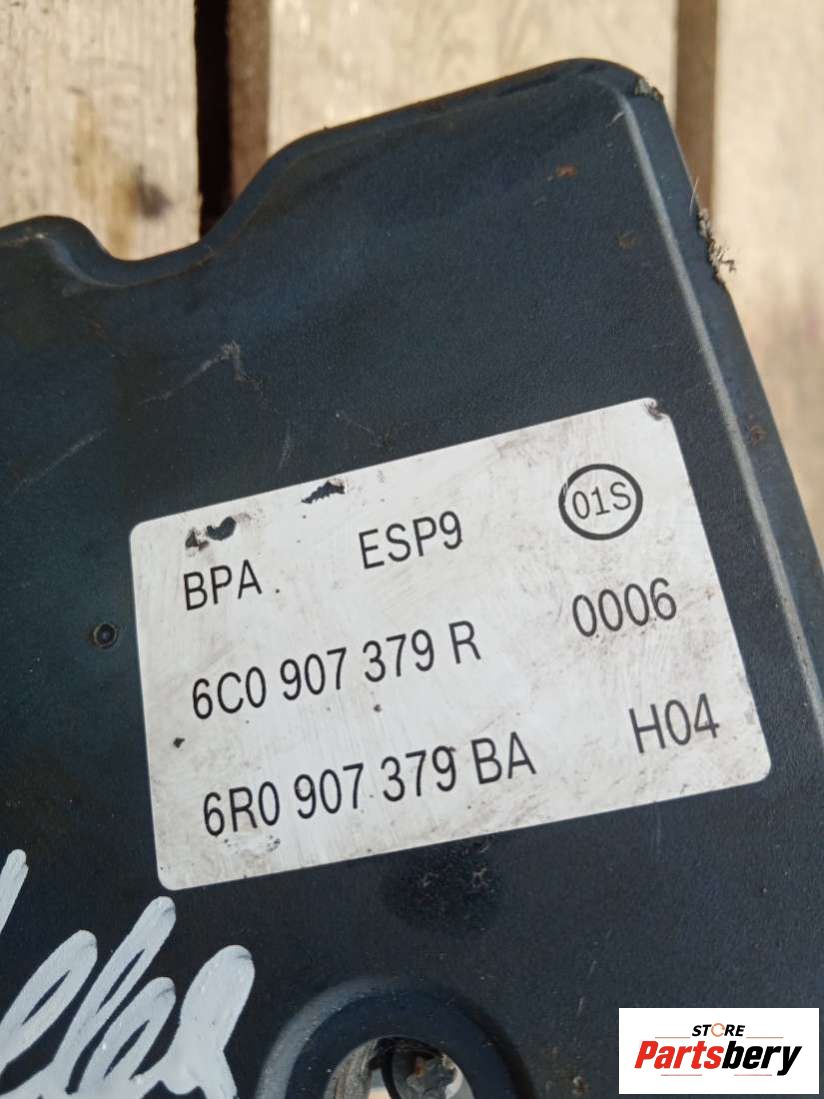 BPA ESP9 01S
6C0 907 379 R 0006
6R0 907 379 BA H04
STORE
Partsbery